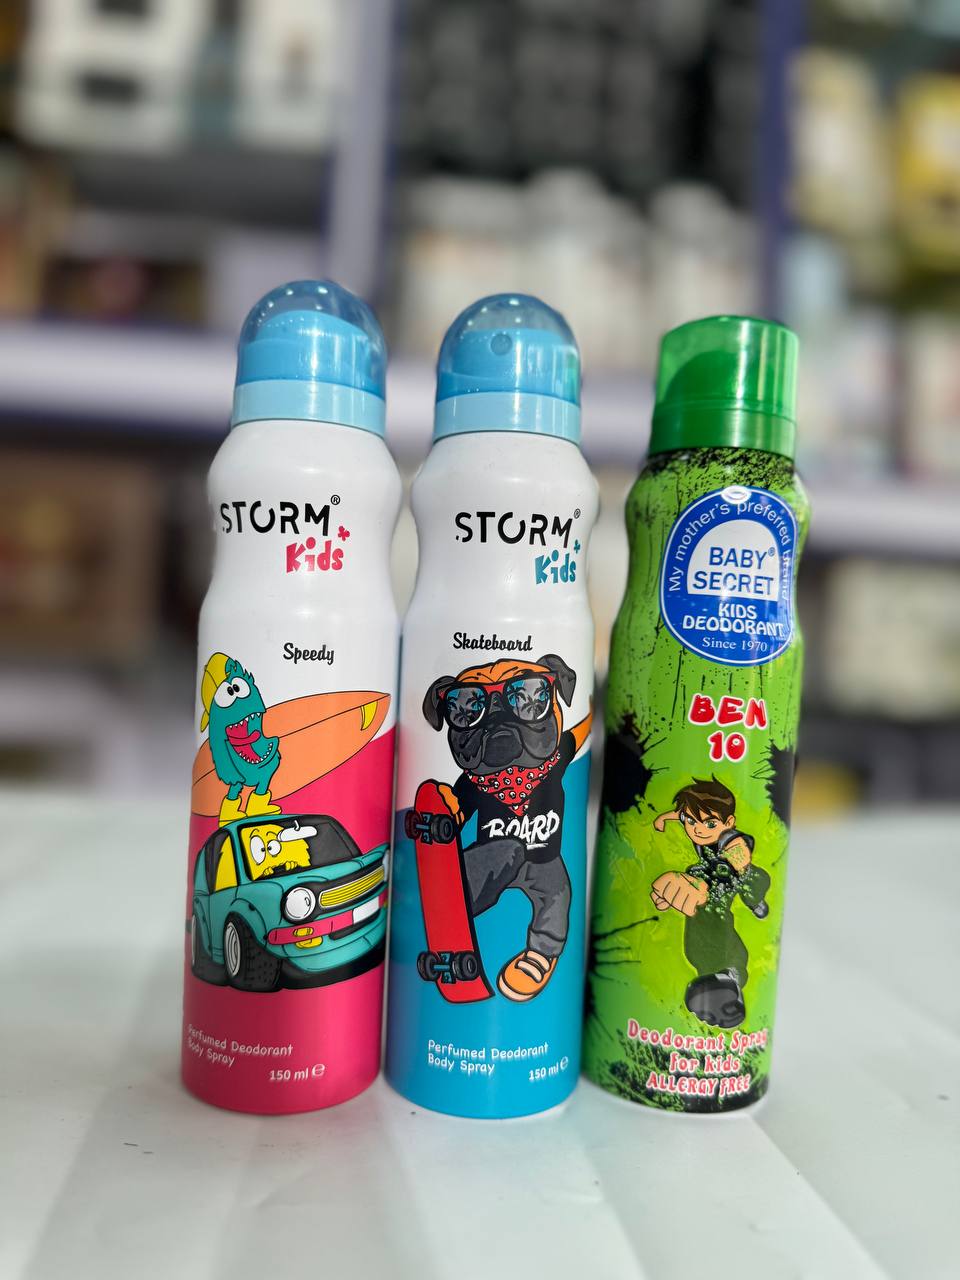 STORM®
Kids
Speedy
Perfumed Deodorant
Body Spray
150 ml ℮
STORM®
Kids
Skateboard
BOARD
Perfumed Deodorant
Body Spray
150 ml ℮
My mother's preferred brand
BABY®
SECRET
KIDS
DEODORANT
Since 1970
BEN
10
Deodorant Spray
for kids
ALLERGY FREE